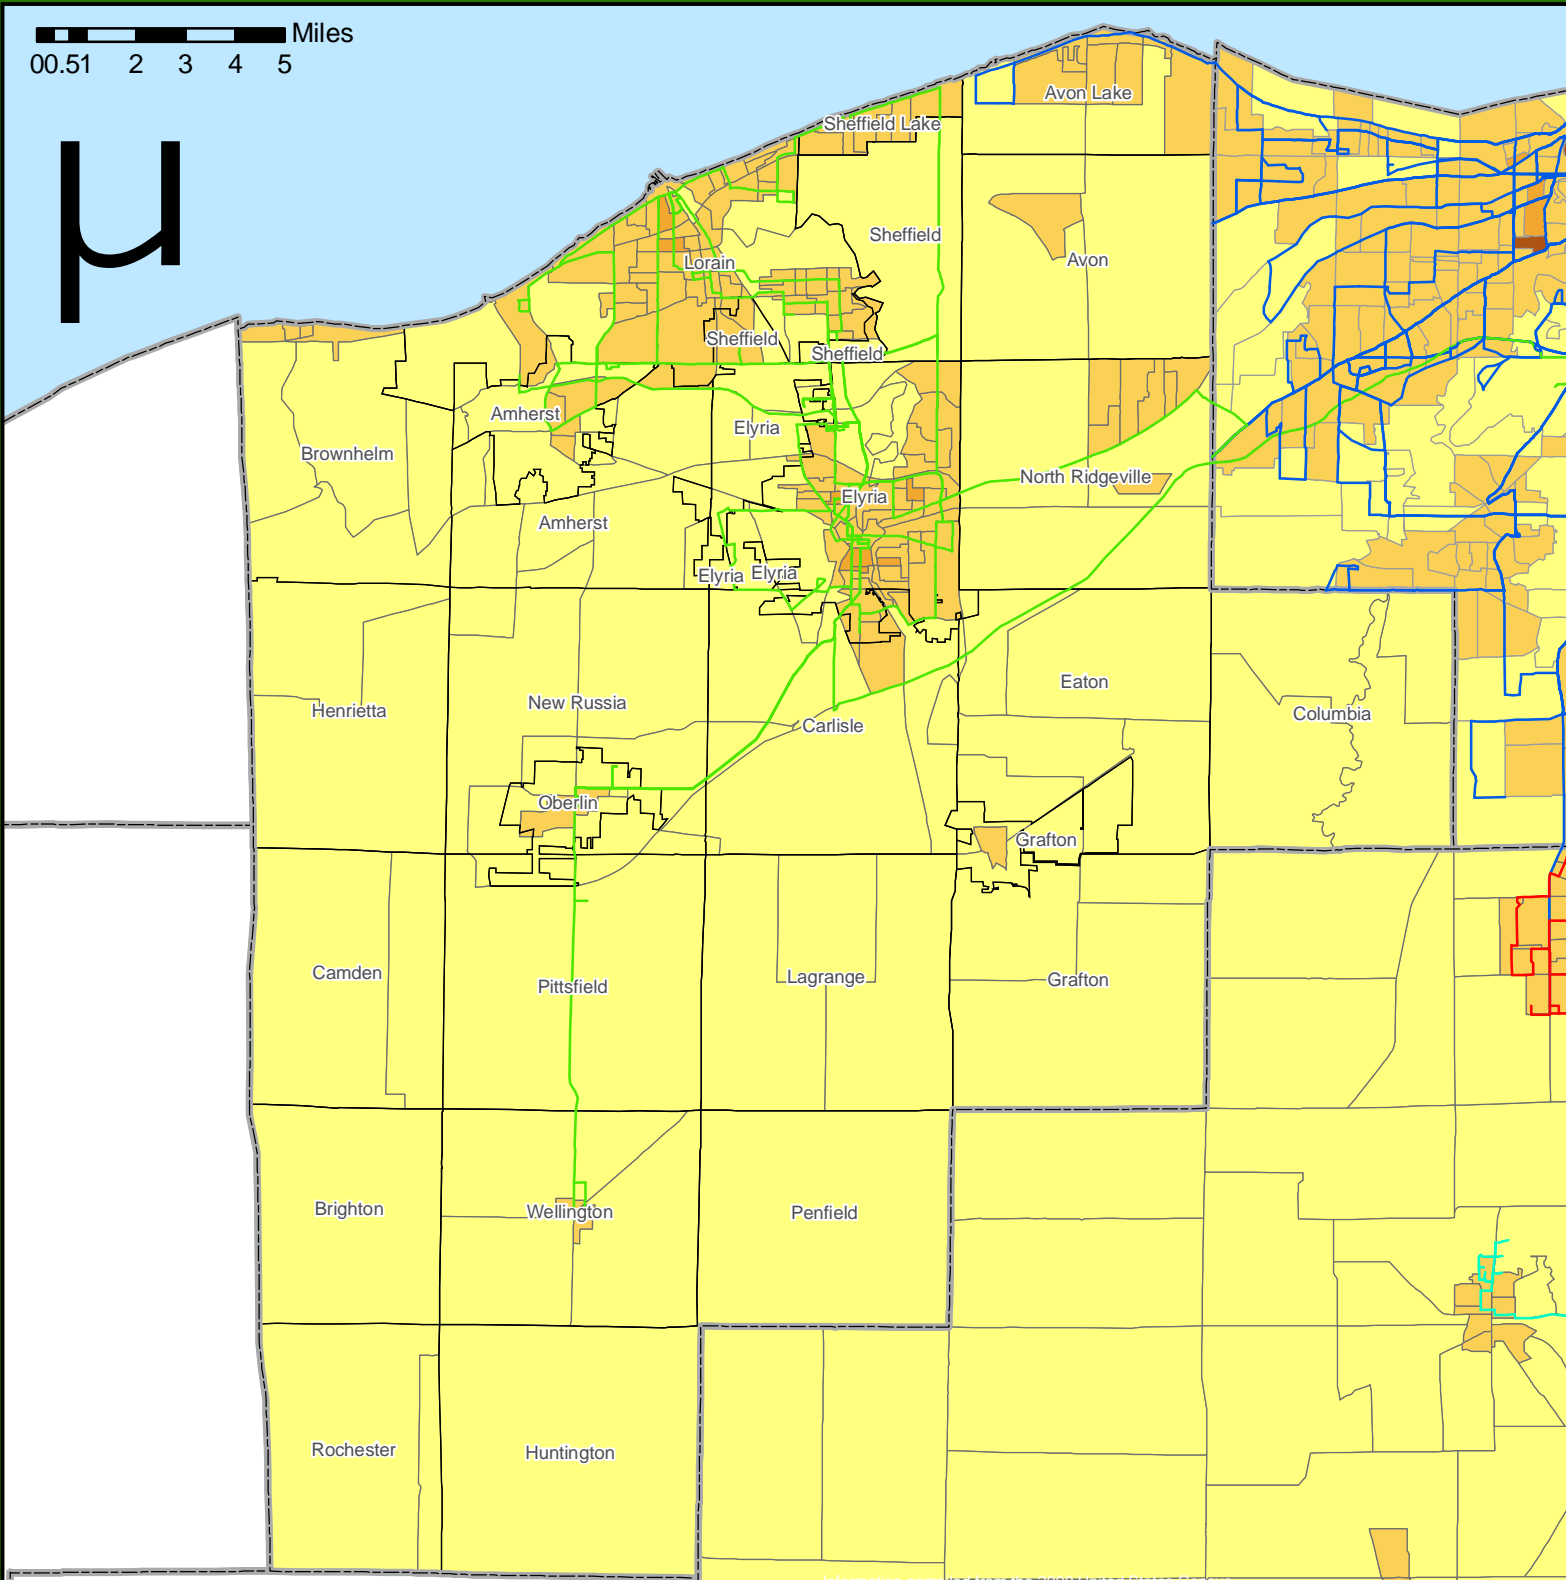 Miles
00.51 2 3 4 5
µ
Avon Lake
Sheffield Lake
Sheffield
Avon
Lorain
Sheffield
Sheffield
Amherst
Elyria
Brownhelm
North Ridgeville
Elyria
Amherst
Elyria
Elyria
Eaton
New Russia
Henrietta
Columbia
Carlisle
Oberlin
Grafton
Camden
Lagrange
Grafton
Pittsfield
Brighton
Wellington
Penfield
Rochester
Huntington